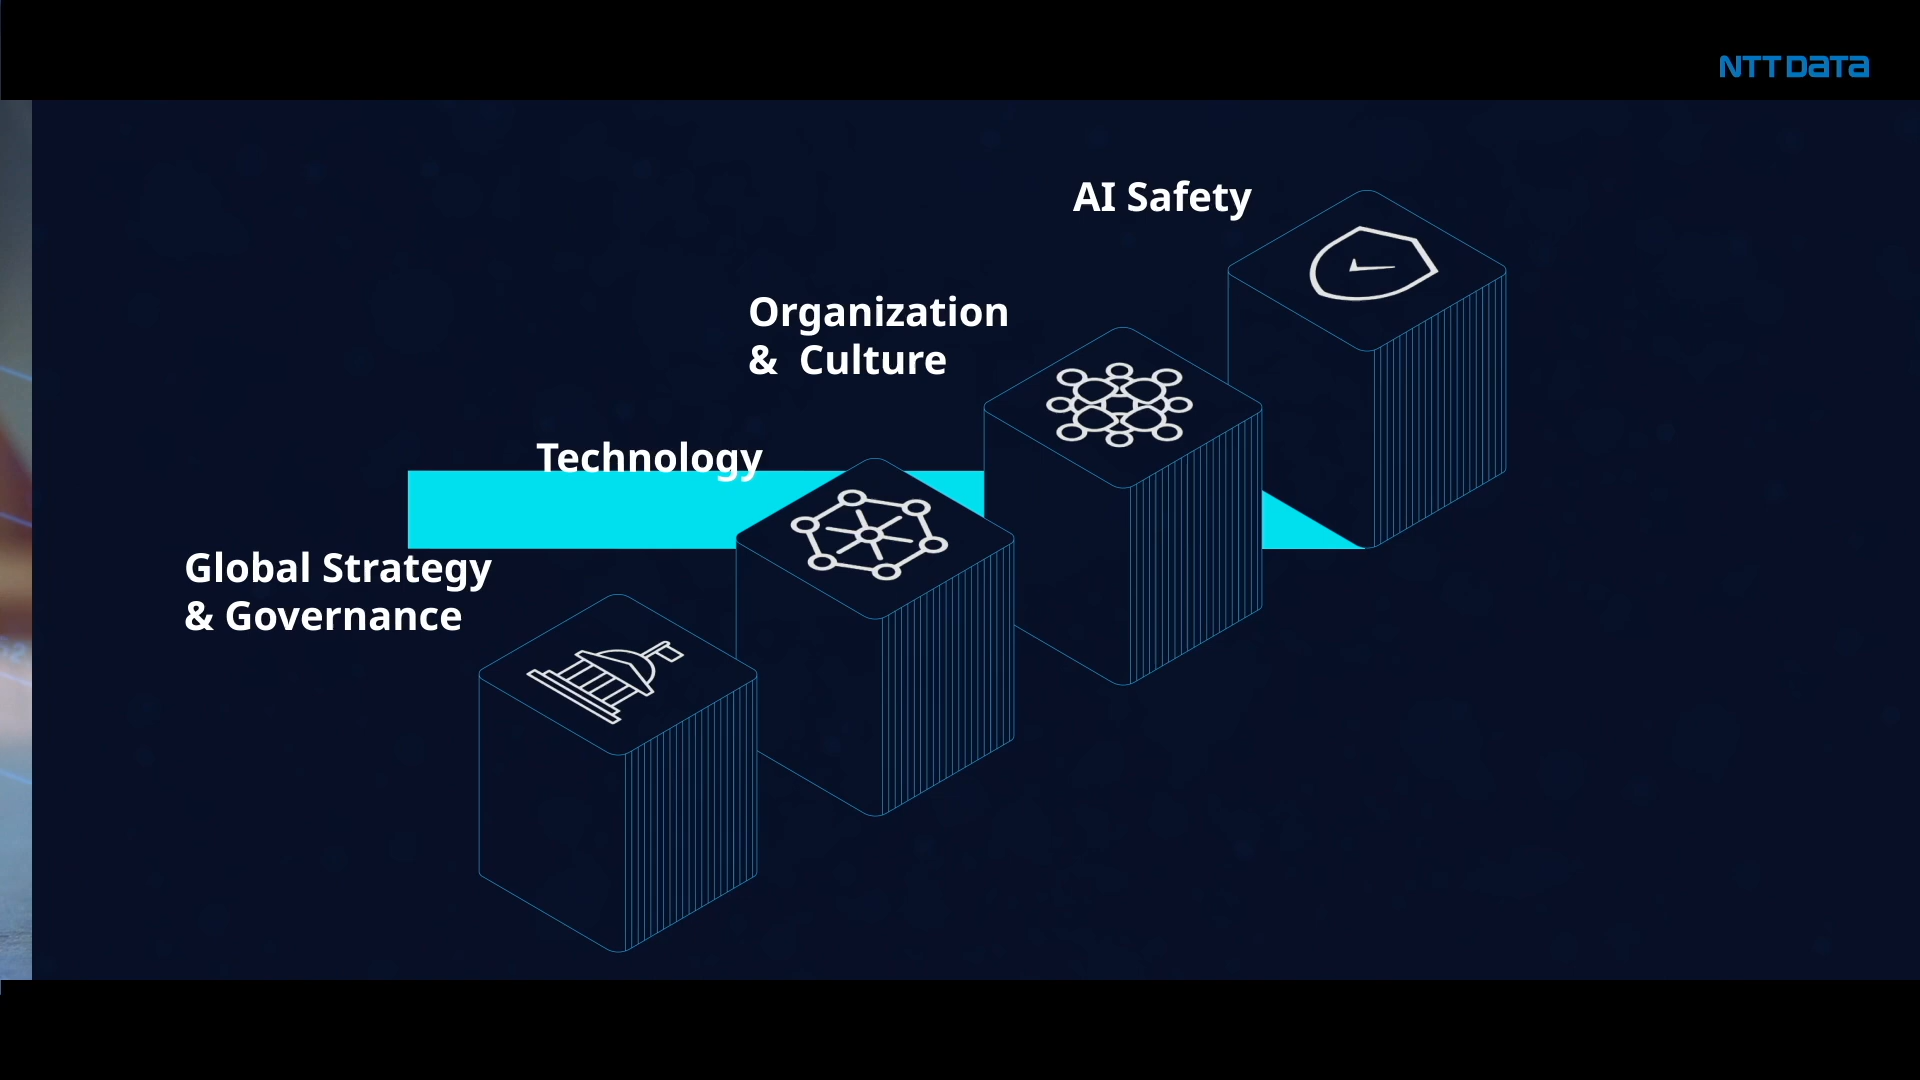 NTT DATA
AI Safety
Organization
& Culture
Technology
Global Strategy
& Governance